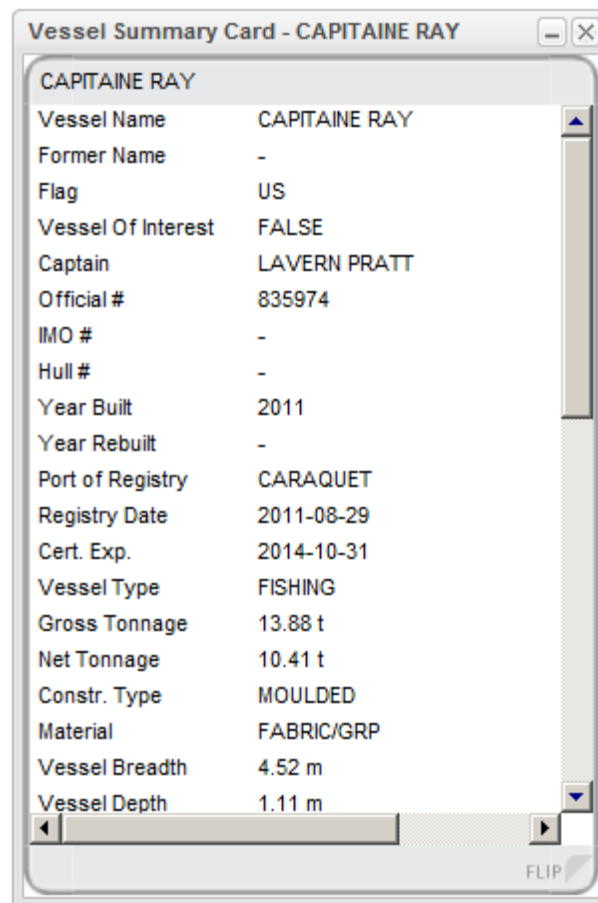 Vessel Summary Card - CAPITAINE RAY
CAPITAINE RAY
Vessel Name CAPITAINE RAY
Former Name -
Flag US
Vessel Of Interest FALSE
Captain LAVERN PRATT
Official # 835974
IMO # -
Hull # -
Year Built 2011
Year Rebuilt -
Port of Registry CARAQUET
Registry Date 2011-08-29
Cert. Exp. 2014-10-31
Vessel Type FISHING
Gross Tonnage 13.88 t
Net Tonnage 10.41 t
Constr. Type MOULDED
Material FABRIC/GRP
Vessel Breadth 4.52 m
Vessel Depth 1.11 m
FLIP